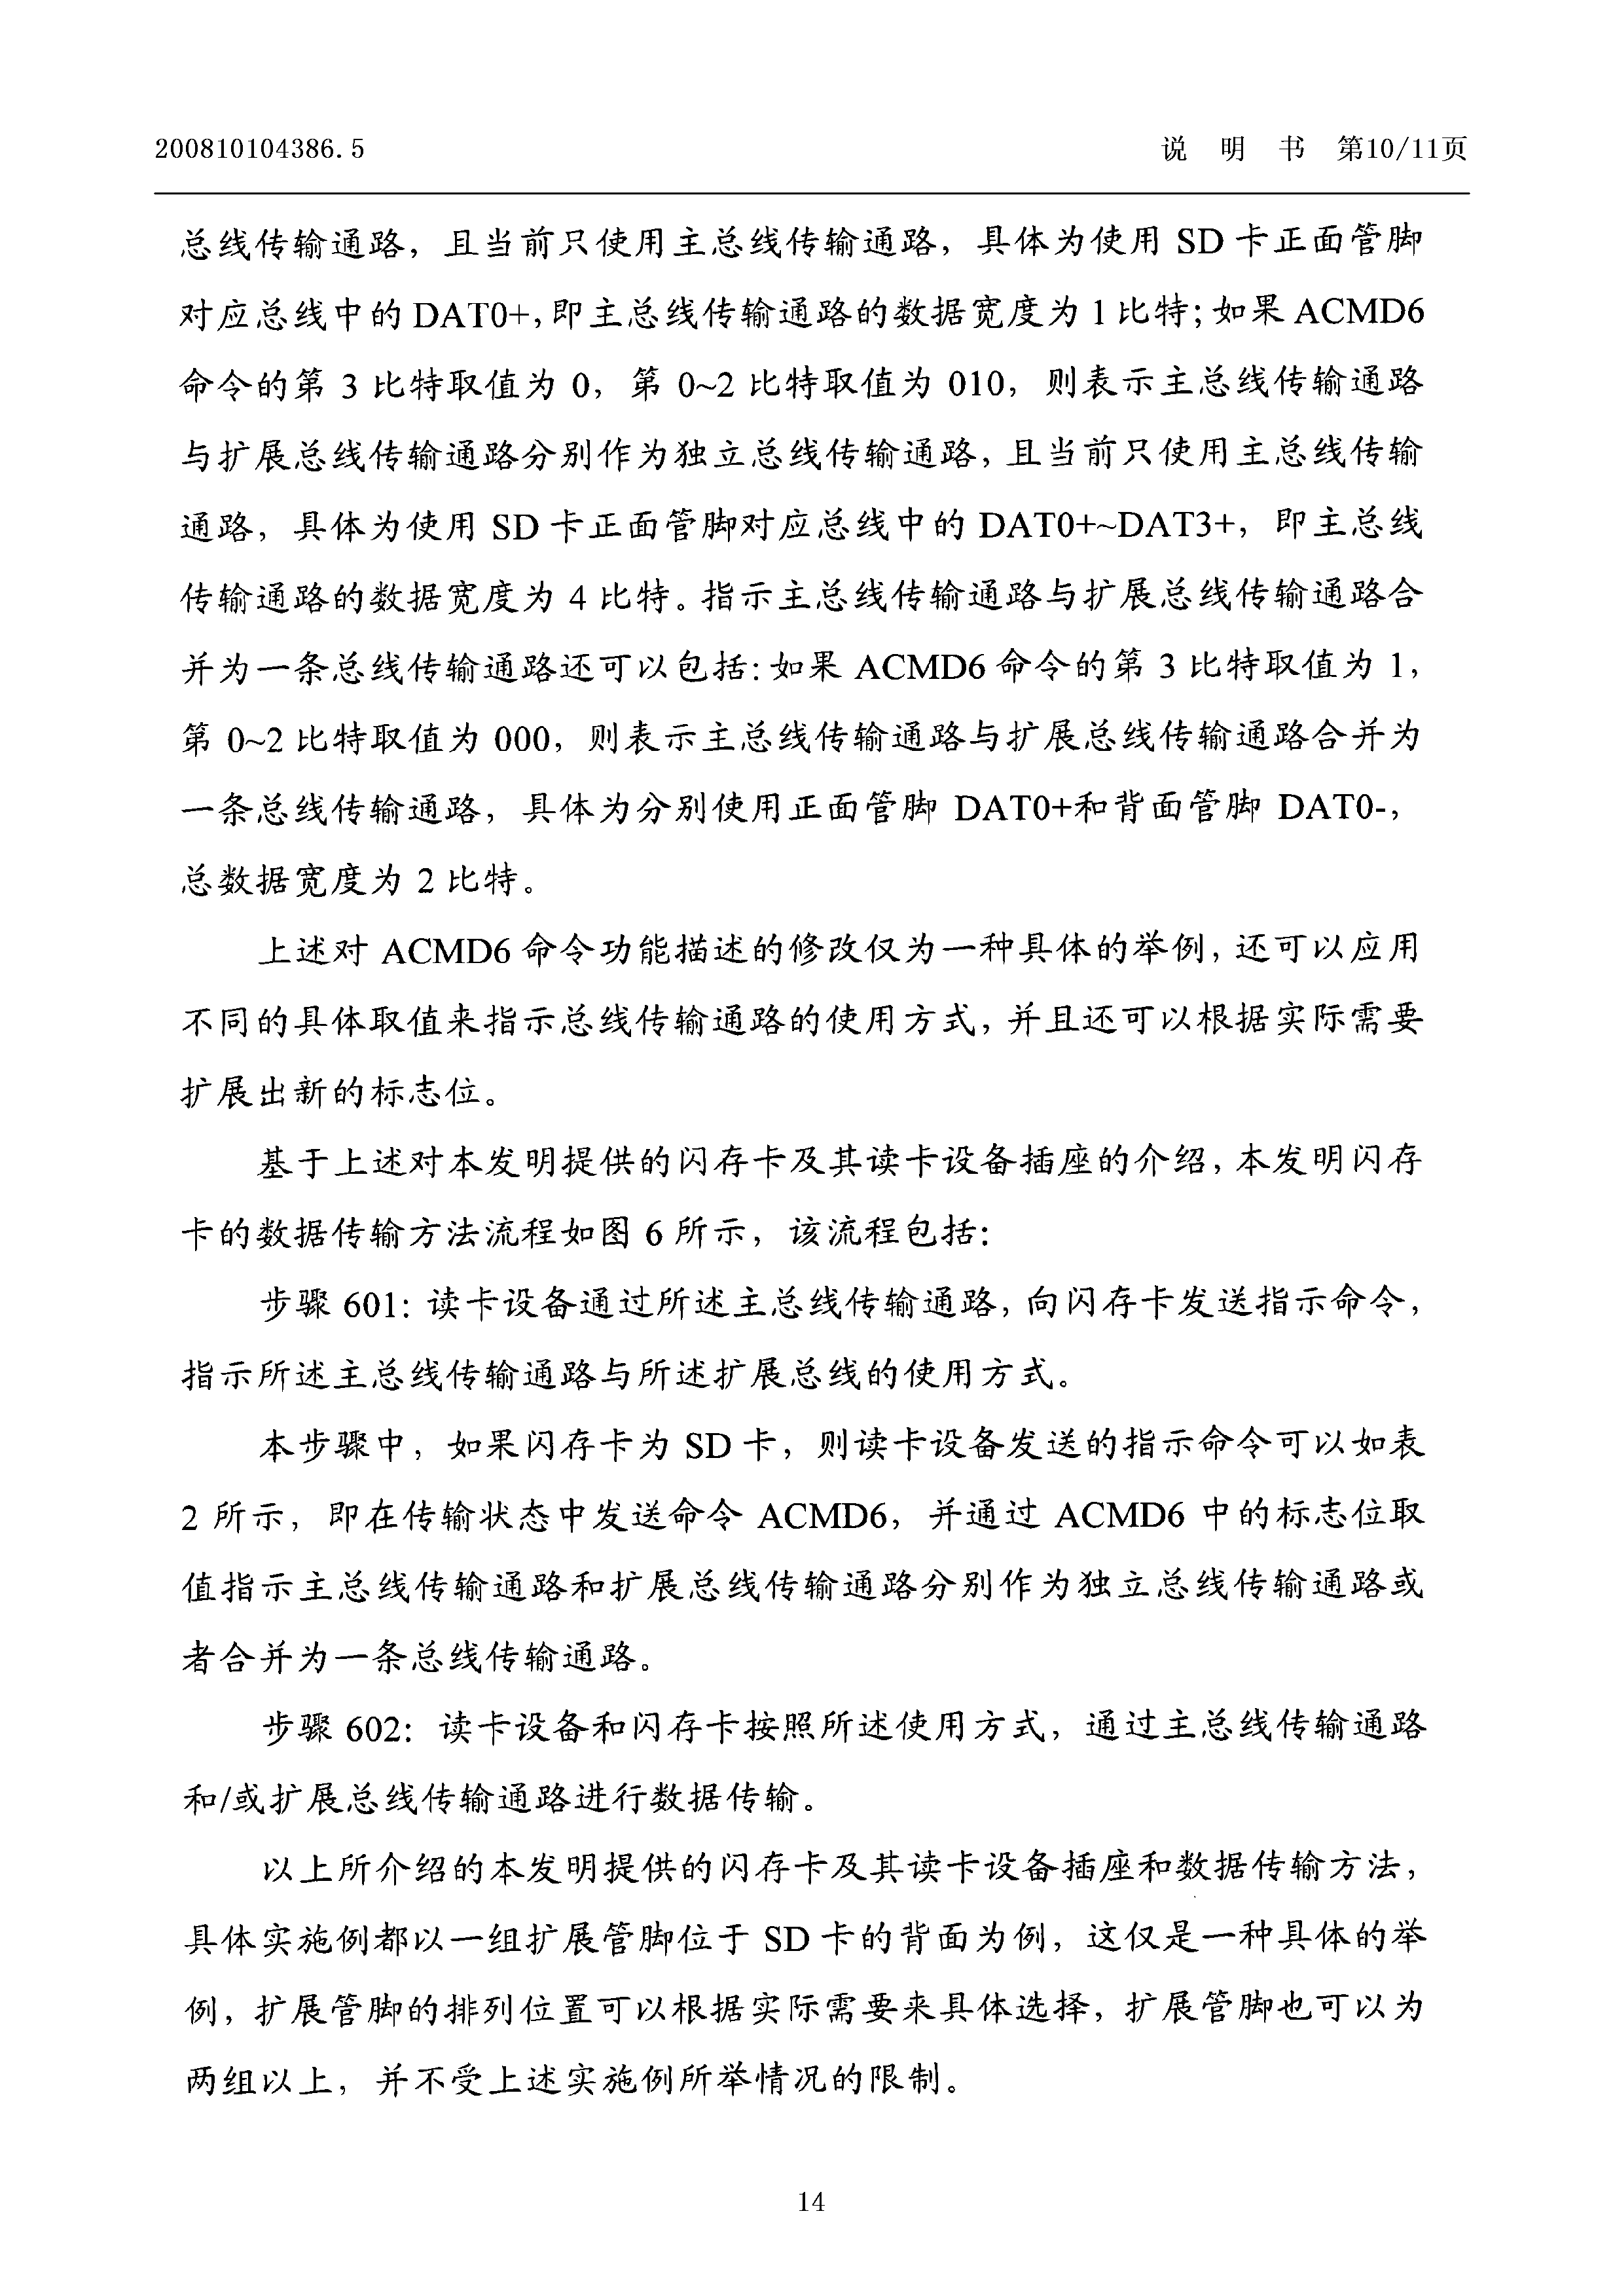 200810104386.5
说 明 书 第10/11页
总线传输通路，且当前只使用主总线传输通路，具体为使用 SD 卡正面管脚
对应总线中的 DAT0+，即主总线传输通路的数据宽度为 1 比特；如果 ACMD6
命令的第 3 比特取值为 0，第 0~2 比特取值为 010，则表示主总线传输通路
与扩展总线传输通路分别作为独立总线传输通路，且当前只使用主总线传输
通路，具体为使用 SD 卡正面管脚对应总线中的 DAT0+~DAT3+，即主总线
传输通路的数据宽度为 4 比特。指示主总线传输通路与扩展总线传输通路合
并为一条总线传输通路还可以包括：如果 ACMD6 命令的第 3 比特取值为 1，
第 0~2 比特取值为 000，则表示主总线传输通路与扩展总线传输通路合并为
一条总线传输通路，具体为分别使用正面管脚 DAT0+和背面管脚 DAT0-，
总数据宽度为 2 比特。
上述对 ACMD6 命令功能描述的修改仅为一种具体的举例，还可以应用
不同的具体取值来指示总线传输通路的使用方式，并且还可以根据实际需要
扩展出新的标志位。
基于上述对本发明提供的闪存卡及其读卡设备插座的介绍，本发明闪存
卡的数据传输方法流程如图 6 所示，该流程包括：
步骤 601：读卡设备通过所述主总线传输通路，向闪存卡发送指示命令，
指示所述主总线传输通路与所述扩展总线的使用方式。
本步骤中，如果闪存卡为 SD 卡，则读卡设备发送的指示命令可以如表
2 所示，即在传输状态中发送命令 ACMD6，并通过 ACMD6 中的标志位取
值指示主总线传输通路和扩展总线传输通路分别作为独立总线传输通路或
者合并为一条总线传输通路。
步骤 602：读卡设备和闪存卡按照所述使用方式，通过主总线传输通路
和/或扩展总线传输通路进行数据传输。
以上所介绍的本发明提供的闪存卡及其读卡设备插座和数据传输方法，
具体实施例都以一组扩展管脚位于 SD 卡的背面为例，这仅是一种具体的举
例，扩展管脚的排列位置可以根据实际需要来具体选择，扩展管脚也可以为
两组以上，并不受上述实施例所举情况的限制。
14